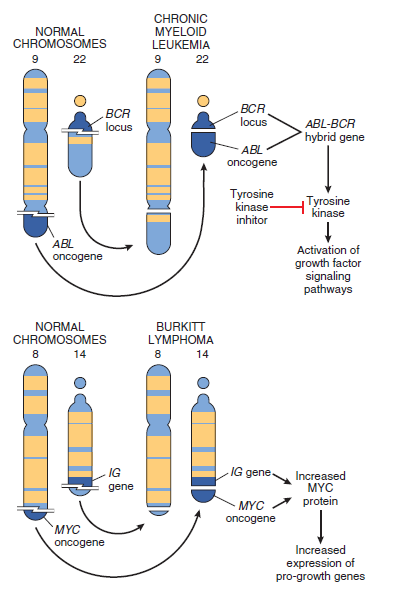 NORMAL
CHROMOSOMES
9 22
CHRONIC
MYELOID
LEUKEMIA
9 22
BCR
locus
ABL
oncogene
BCR
locus
ABL
oncogene
ABL-BCR
hybrid gene
Tyrosine
kinase
inhitor
Tyrosine
kinase
Activation of
growth factor
signaling
pathways
NORMAL
CHROMOSOMES
8 14
BURKITT
LYMPHOMA
8 14
IG
gene
MYC
oncogene
IG gene
MYC
oncogene
Increased
MYC
protein
Increased
expression of
pro-growth genes